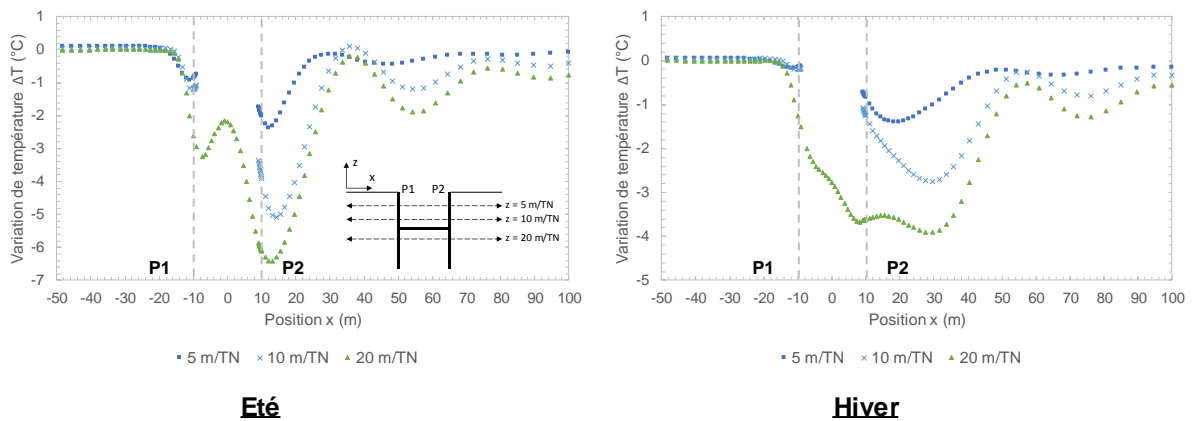 Variation de température ΔT (°C)
1
0
-1
-2
-3
-4
-5
-6
-7
-50 -40 -30 -20 -10 0 10 20 30 40 50 60 70 80 90 100
Position x (m)
P1
P2
z
x
P1
P2
z = 5 m/TN
z = 10 m/TN
z = 20 m/TN
5 m/TN 10 m/TN 20 m/TN
Eté
Variation de température ΔT (°C)
1
0
-1
-2
-3
-4
-5
-50 -40 -30 -20 -10 0 10 20 30 40 50 60 70 80 90 100
Position x (m)
P1
P2
5 m/TN 10 m/TN 20 m/TN
Hiver